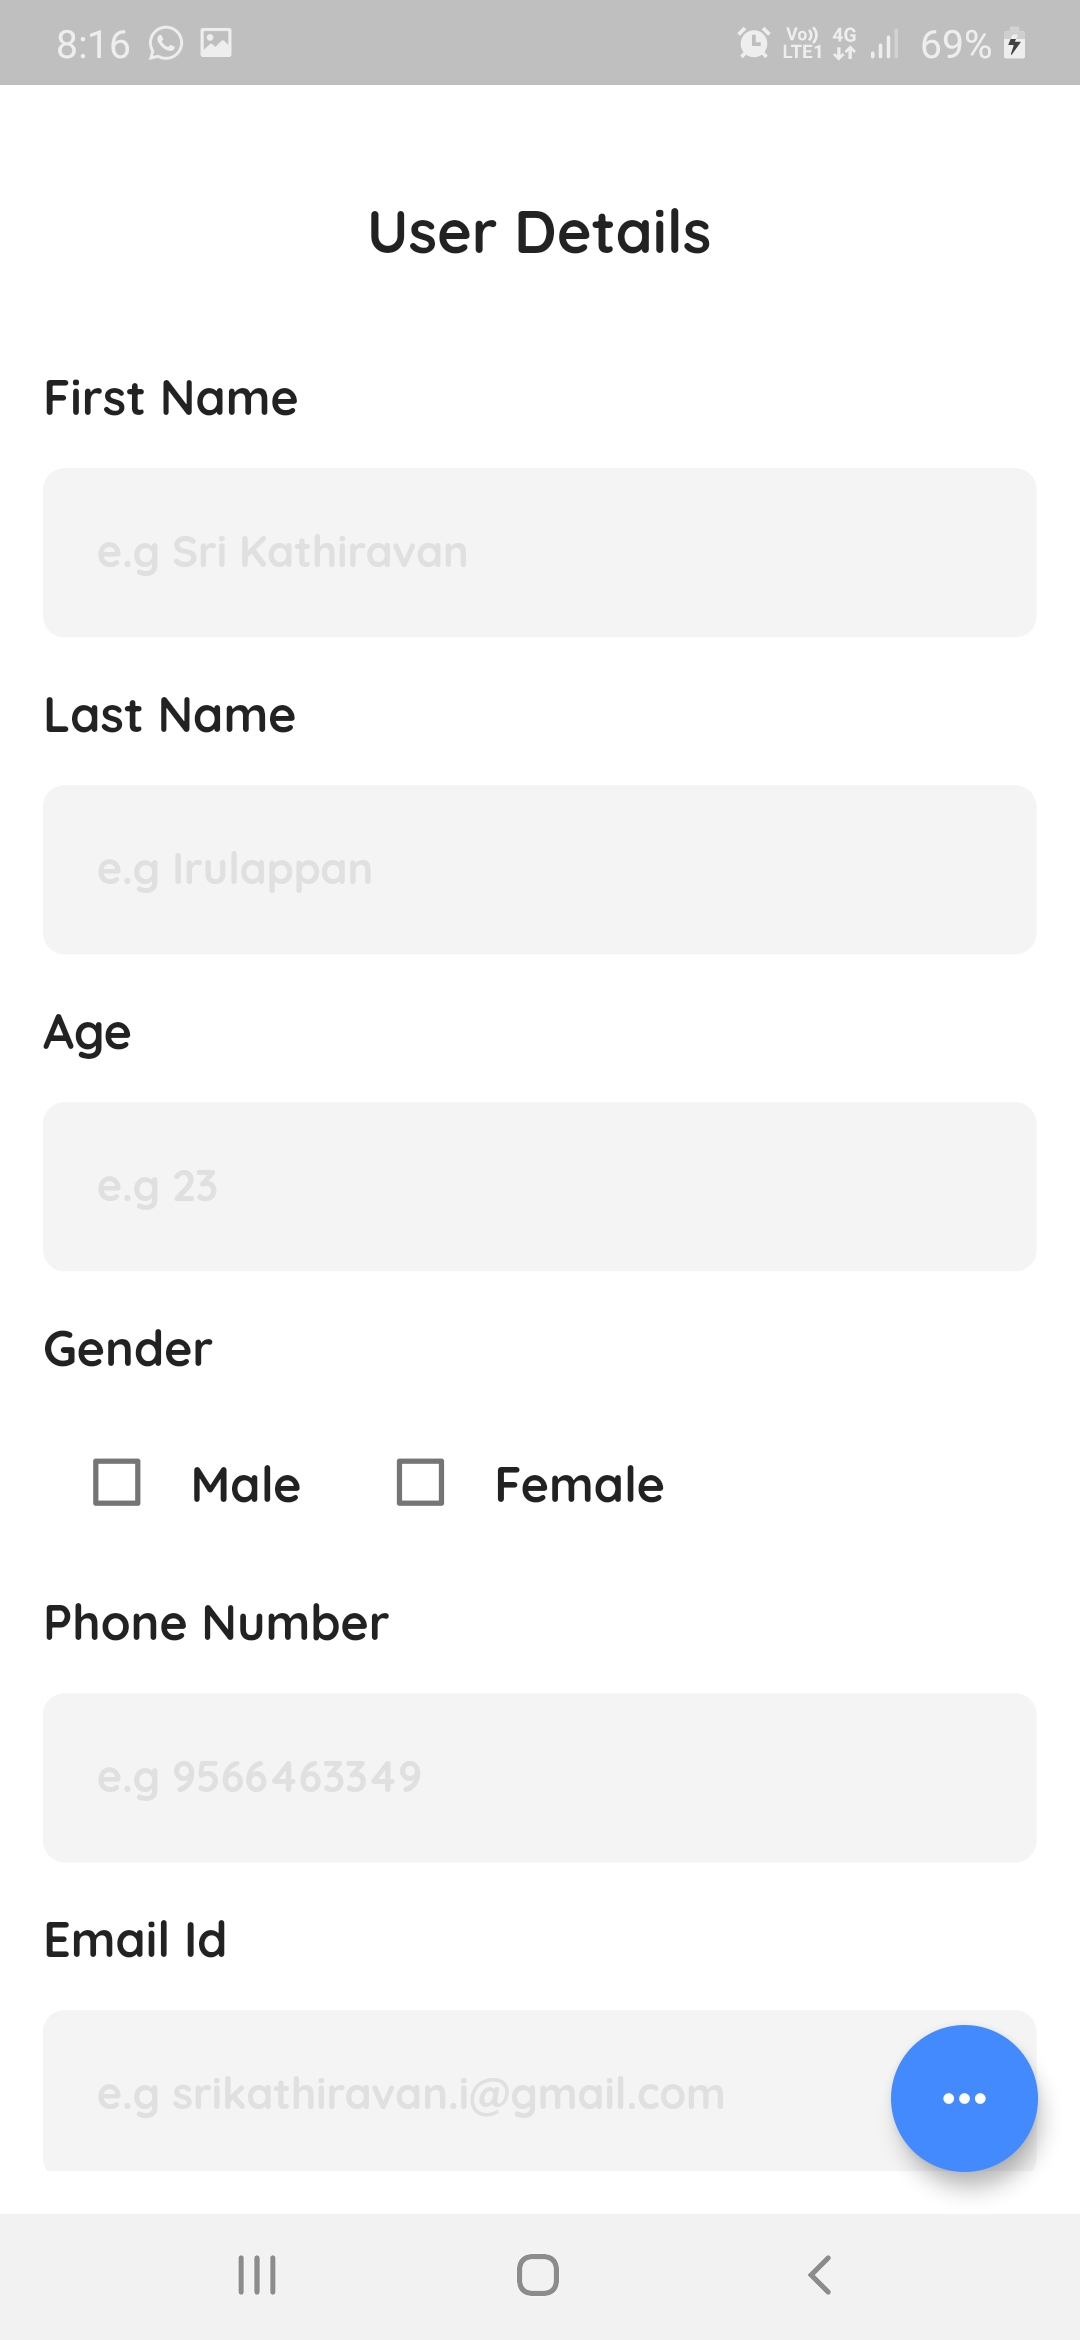 8:16 Vo)) LTE1 4G 69%
User Details
First Name
e.g Sri Kathiravan
Last Name
e.g Irulappan
Age
e.g 23
Gender
Male Female
Phone Number
e.g 9566463349
Email Id
e.g srikathiravan.i@gmail.com